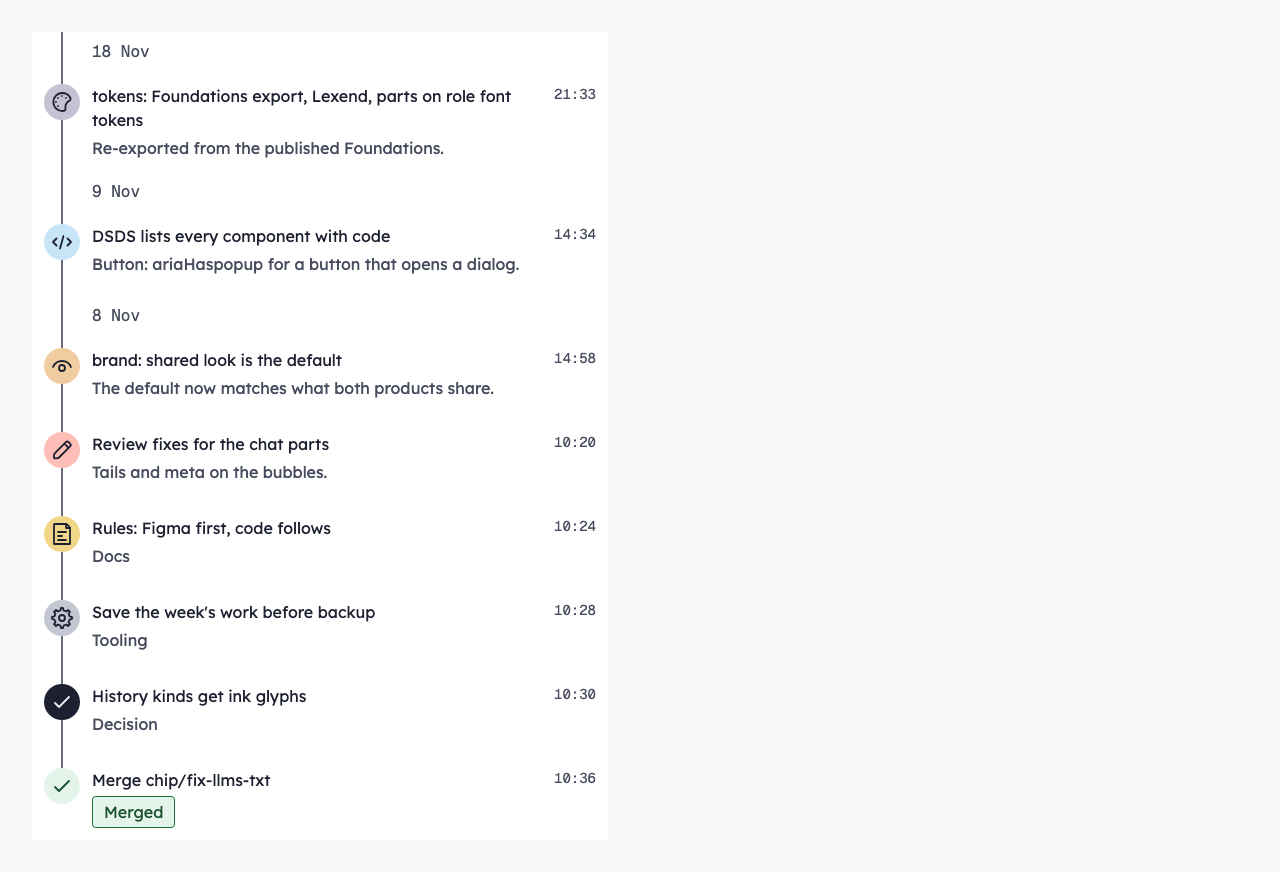 18 Nov
tokens: Foundations export, Lexend, parts on role font
tokens
21:33
Re-exported from the published Foundations.
9 Nov
DSDS lists every component with code
14:34
Button: ariaHaspopup for a button that opens a dialog.
8 Nov
brand: shared look is the default
14:58
The default now matches what both products share.
Review fixes for the chat parts
10:20
Tails and meta on the bubbles.
Rules: Figma first, code follows
10:24
Docs
Save the week's work before backup
10:28
Tooling
History kinds get ink glyphs
10:30
Decision
Merge chip/fix-llms-txt
10:36
Merged